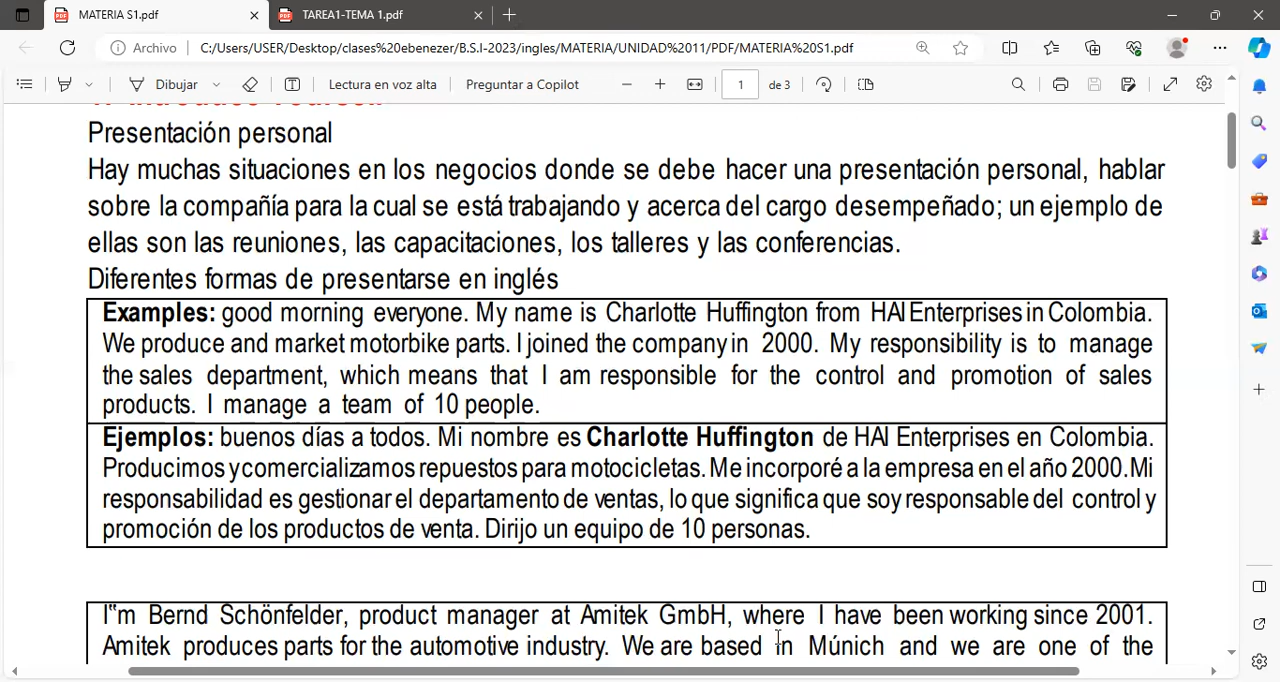 MATERIA S1.pdf
TAREA1-TEMA 1.pdf
Archivo
C:/Users/USER/Desktop/clases%20ebenezer/B.S.I-2023/ingles/MATERIA/UNIDAD%2011/PDF/MATERIA%20S1.pdf
Dibujar
Lectura en voz alta
Preguntar a Copilot
1
de 3
Presentación personal
Hay muchas situaciones en los negocios donde se debe hacer una presentación personal, hablar
sobre la compañía para la cual se está trabajando y acerca del cargo desempeñado; un ejemplo de
ellas son las reuniones, las capacitaciones, los talleres y las conferencias.
Diferentes formas de presentarse en inglés
Examples: good morning everyone. My name is Charlotte Huffington from HAI Enterprises in Colombia.
We produce and market motorbike parts. I joined the company in 2000. My responsibility is to manage
the sales department, which means that I am responsible for the control and promotion of sales
products. I manage a team of 10 people.
Ejemplos: buenos días a todos. Mi nombre es Charlotte Huffington de HAI Enterprises en Colombia.
Producimos y comercializamos repuestos para motocicletas. Me incorporé a la empresa en el año 2000. Mi
responsabilidad es gestionar el departamento de ventas, lo que significa que soy responsable del control y
promoción de los productos de venta. Dirijo un equipo de 10 personas.
I‟m Bernd Schönfelder, product manager at Amitek GmbH, where I have been working since 2001.
Amitek produces parts for the automotive industry. We are based in Múnich and we are one of the